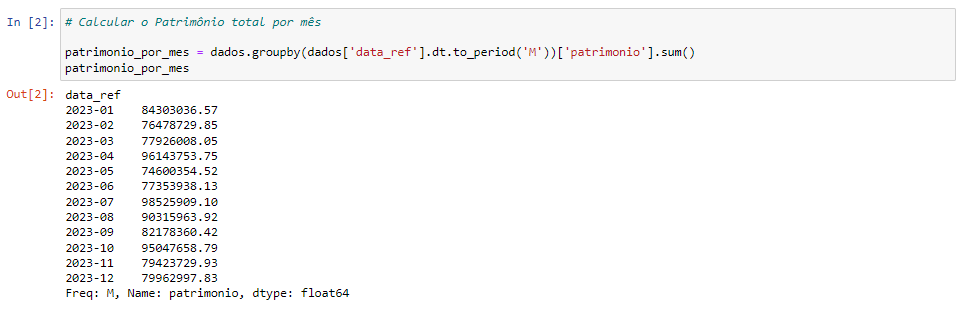 In [2]: # Calcular o Patrimônio total por mês
patrimonio_por_mes = dados.groupby(dados['data_ref'].dt.to_period('M'))['patrimonio'].sum()
patrimonio_por_mes
Out[2]: data_ref
2023-01    84303036.57
2023-02    76478729.85
2023-03    77926008.05
2023-04    96143753.75
2023-05    74600354.52
2023-06    77353938.13
2023-07    98525909.10
2023-08    90315963.92
2023-09    82178360.42
2023-10    95047658.79
2023-11    79423729.93
2023-12    79962997.83
Freq: M, Name: patrimonio, dtype: float64